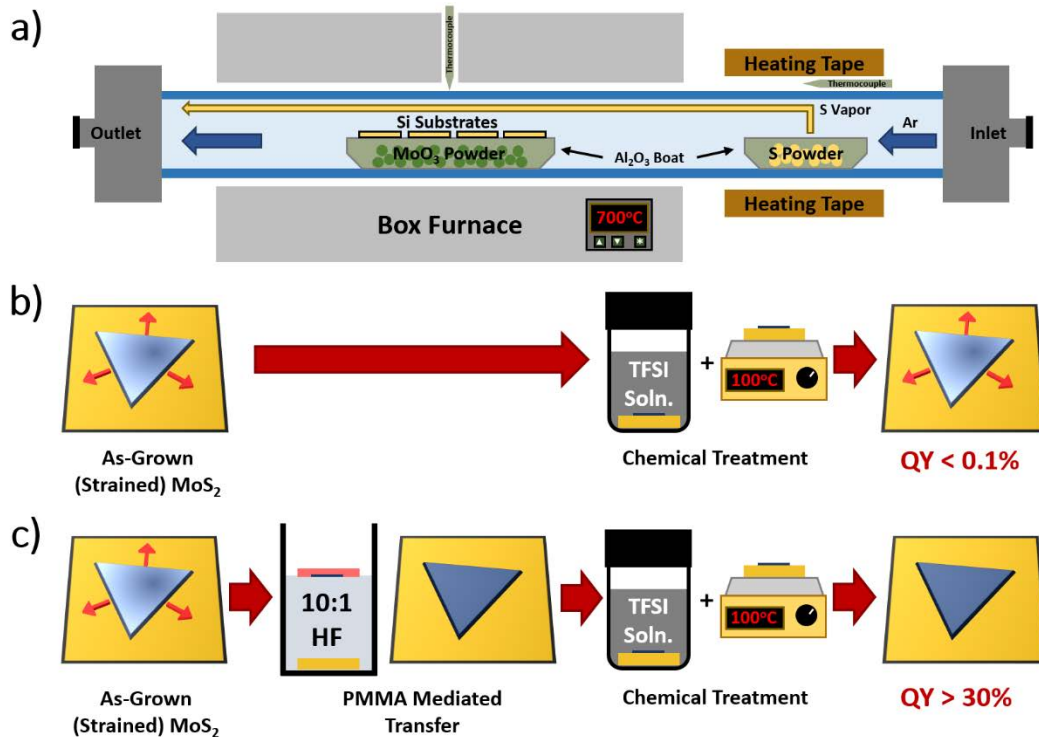 a)
Thermocouple
Heating Tape
Thermocouple
S Vapor
Si Substrates
Outlet
Ar
Inlet
MoO₃ Powder
Al₂O₃ Boat
S Powder
Box Furnace
700°C
Heating Tape
b)
TFSI
Soln.
+
100°C
As-Grown
(Strained) MoS₂
Chemical Treatment
QY < 0.1%
c)
10:1
HF
TFSI
Soln.
+
100°C
As-Grown
(Strained) MoS₂
PMMA Mediated
Transfer
Chemical Treatment
QY > 30%